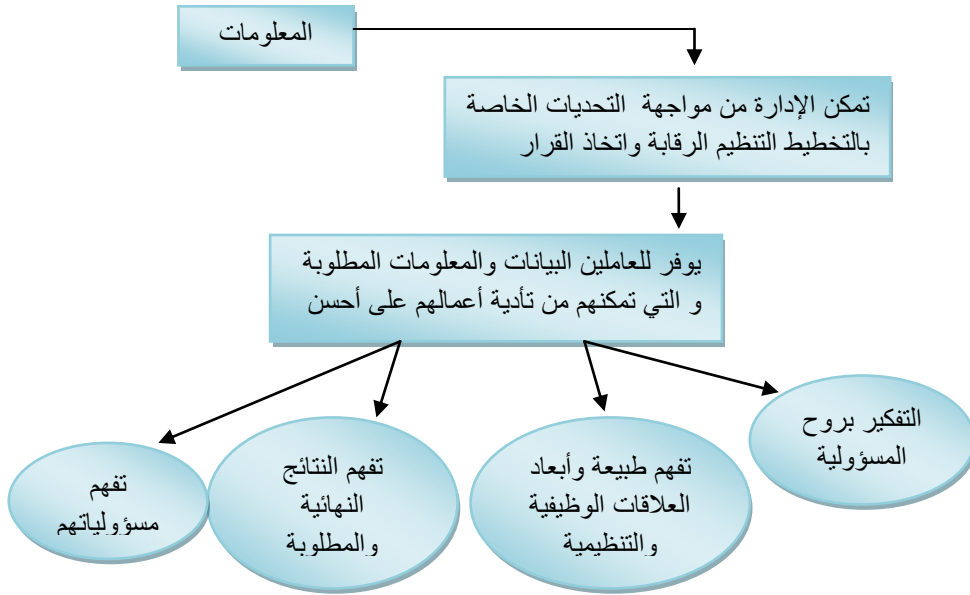 المعلومات
تمكن الإدارة من مواجهة التحديات الخاصة
بالتخطيط التنظيم الرقابة واتخاذ القرار
يوفر للعاملين البيانات والمعلومات المطلوبة
و التي تمكنهم من تأدية أعمالهم على أحسن
التفكير بروح
المسؤولية
تفهم طبيعة وأبعاد
العلاقات الوظيفية
والتنظيمية
تفهم النتائج
النهائية
والمطلوبة
تفهم
مسؤولياتهم